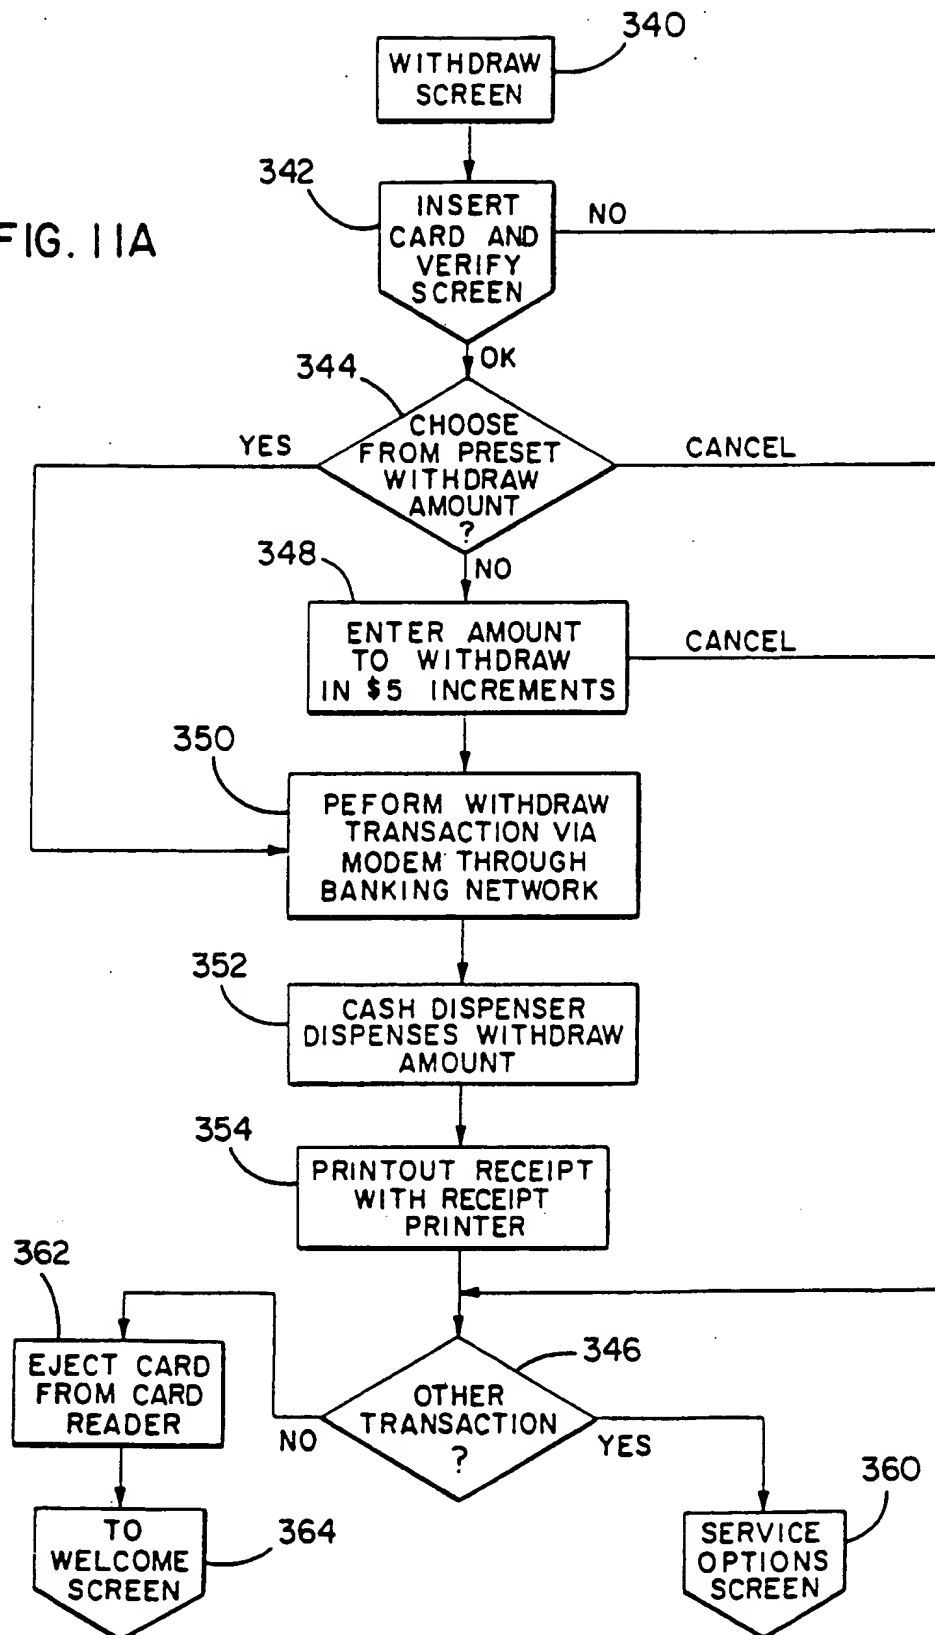 340
WITHDRAW
SCREEN
342
FIG. 11A
INSERT
CARD AND
VERIFY
SCREEN
NO
OK
344
CHOOSE
FROM PRESET
WITHDRAW
AMOUNT
?
YES
CANCEL
348
NO
ENTER AMOUNT
TO WITHDRAW
IN $5 INCREMENTS
CANCEL
350
PEFORM WITHDRAW
TRANSACTION VIA
MODEM THROUGH
BANKING NETWORK
352
CASH DISPENSER
DISPENSES WITHDRAW
AMOUNT
354
PRINTOUT RECEIPT
WITH RECEIPT
PRINTER
362
EJECT CARD
FROM CARD
READER
346
OTHER
TRANSACTION
?
NO
YES
360
TO
WELCOME
SCREEN
364
SERVICE
OPTIONS
SCREEN